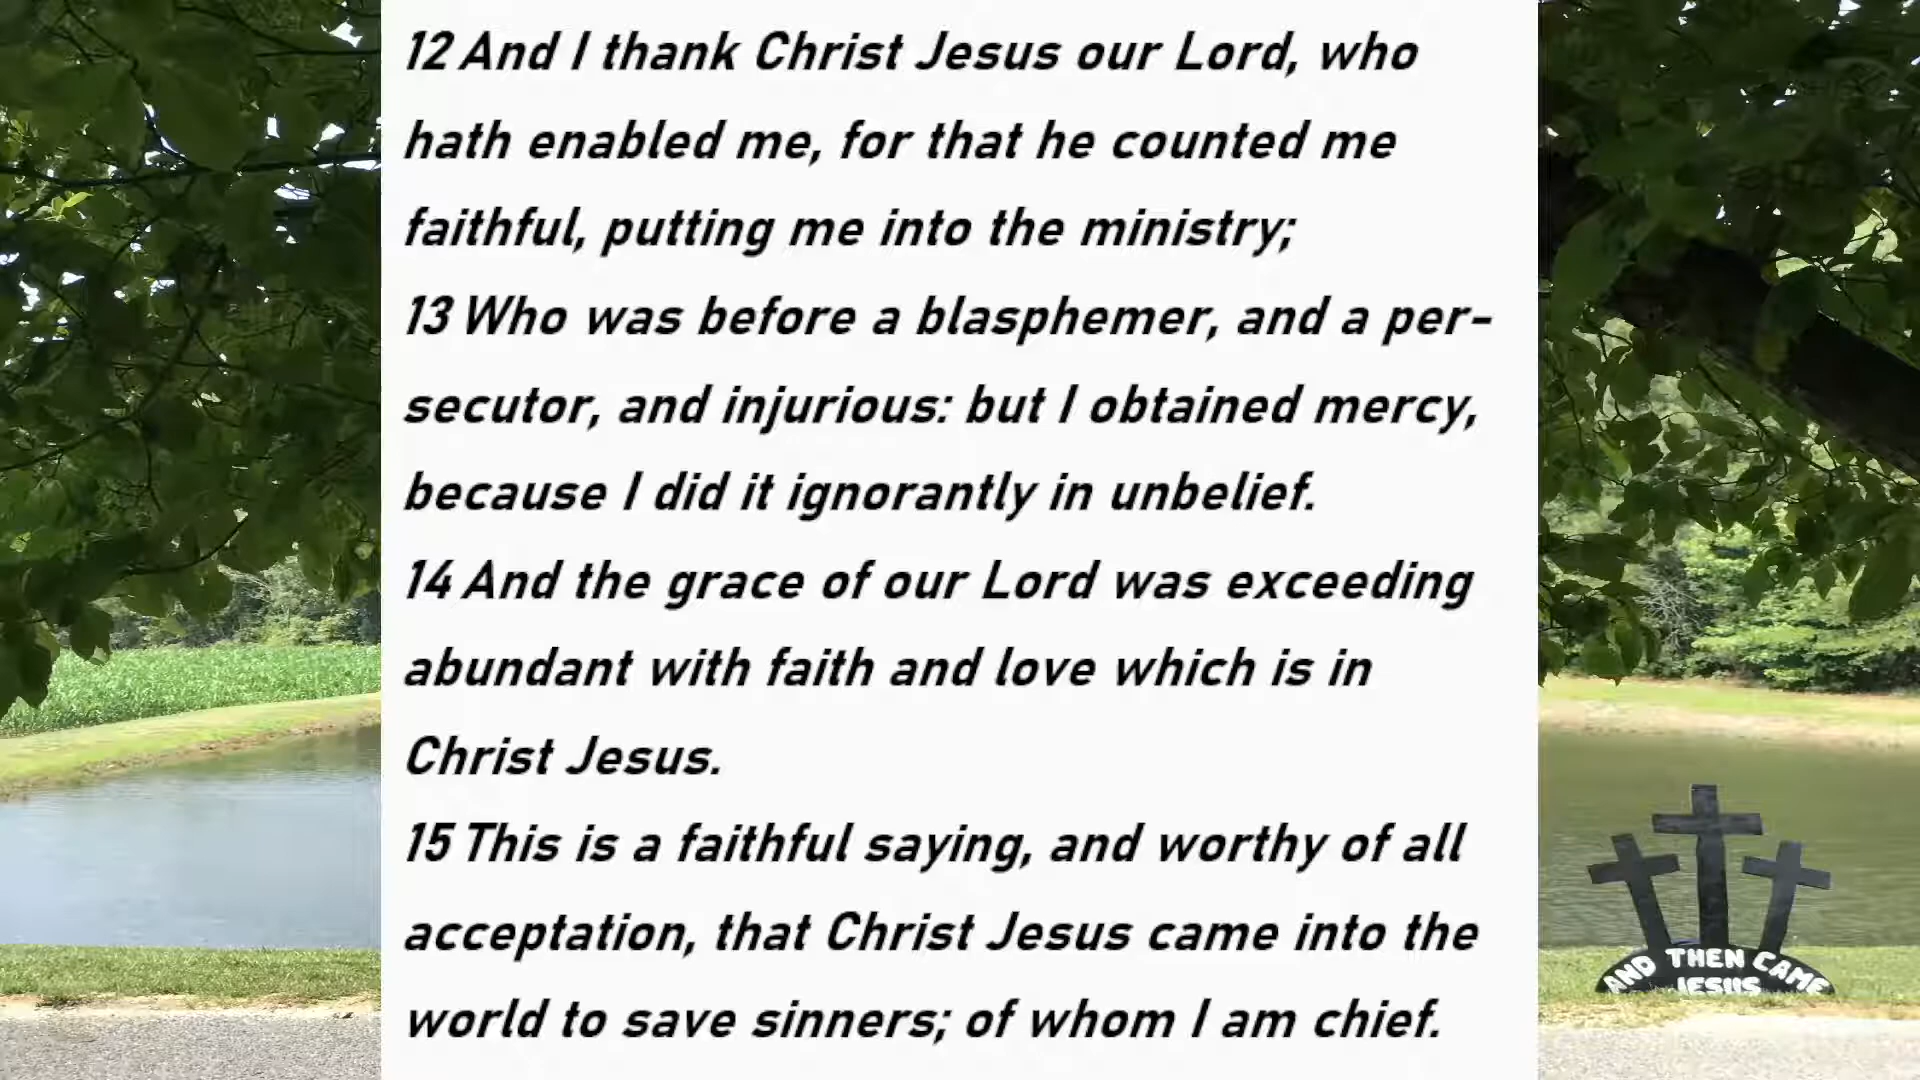 12 And I thank Christ Jesus our Lord, who
hath enabled me, for that he counted me
faithful, putting me into the ministry;
13 Who was before a blasphemer, and a per-
secutor, and injurious: but I obtained mercy,
because I did it ignorantly in unbelief.
14 And the grace of our Lord was exceeding
abundant with faith and love which is in
Christ Jesus.
15 This is a faithful saying, and worthy of all
acceptation, that Christ Jesus came into the
world to save sinners; of whom I am chief.
AND THEN CAME
JESUS